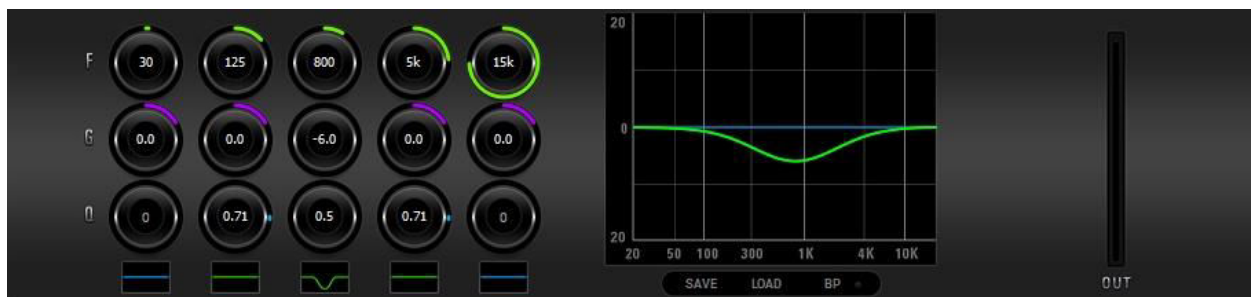 F 30 125 800 5k 15k
G 0.0 0.0 -6.0 0.0 0.0
Q 0 0.71 0.5 0.71 0
20
0
20
20 50 100 300 1K 4K 10K
SAVE LOAD BP
OUT